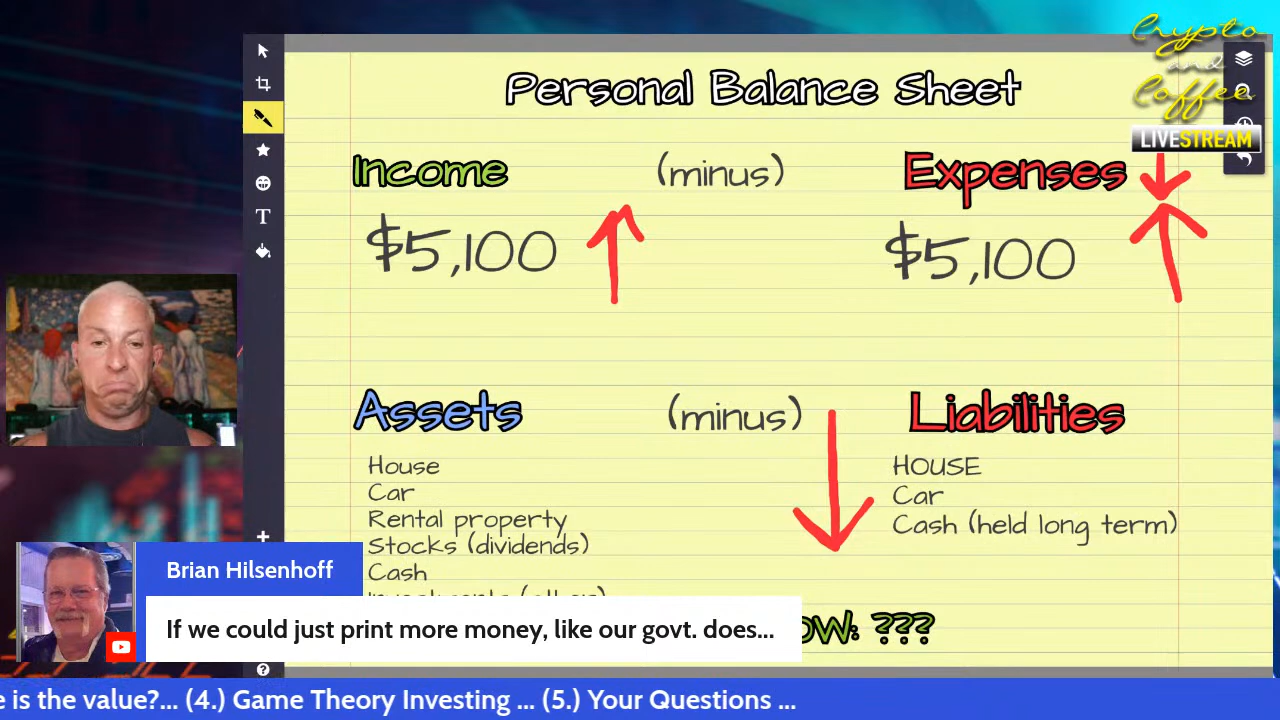 Crypto
and
Coffee
LIVESTREAM
Personal Balance Sheet
Income
(minus)
Expenses
$5,100
$5,100
Assets
(minus)
Liabilities
House
Car
Rental property
Stocks (dividends)
Cash
HOUSE
Car
Cash (held long term)
T
???
Brian Hilsenhoff
If we could just print more money, like our govt. does...
?
is the value?... (4.) Game Theory Investing ... (5.) Your Questions ...